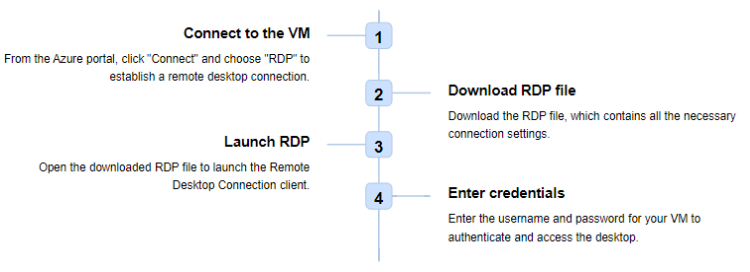 Connect to the VM
1
From the Azure portal, click "Connect" and choose "RDP" to
establish a remote desktop connection.
2
Download RDP file
Download the RDP file, which contains all the necessary
connection settings.
Launch RDP
3
Open the downloaded RDP file to launch the Remote
Desktop Connection client.
4
Enter credentials
Enter the username and password for your VM to
authenticate and access the desktop.